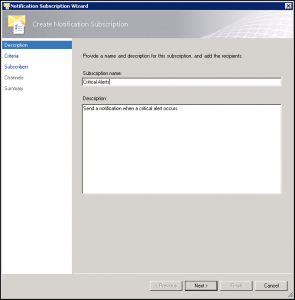 Notification Subscription Wizard
Create Notification Subscription
Description
Criteria
Subscribers
Channels
Summary
Provide a name and description for this subscription, and add the recipients.
Subscription name:
Critical Alerts
Description:
Send a notification when a critical alert occurs.
< Previous
Next >
Finish
Cancel